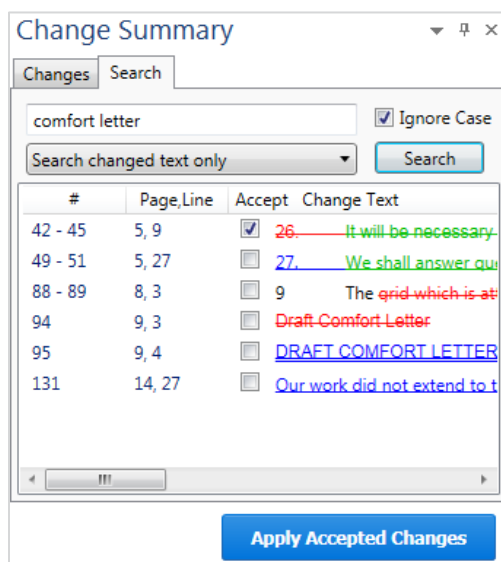 Change Summary
Changes Search
comfort letter Ignore Case
Search changed text only Search
# Page,Line Accept Change Text
42 - 45 5, 9 26. It will be necessary
49 - 51 5, 27 27. We shall answer qu
88 - 89 8, 3 9 The grid which is at
94 9, 3 Draft Comfort Letter
95 9, 4 DRAFT COMFORT LETTER
131 14, 27 Our work did not extend to t
Apply Accepted Changes